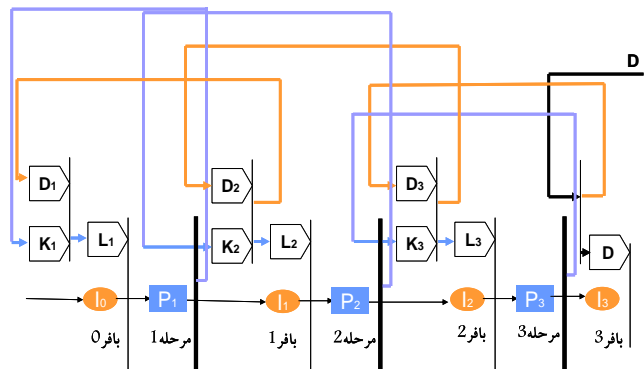 D
D1 D2 D3
K1 L1 K2 L2 K3 L3 D
I0 P1 I1 P2 I2 P3 I3
بافر0 مرحله1 بافر1 مرحله2 بافر2 مرحله3 بافر3